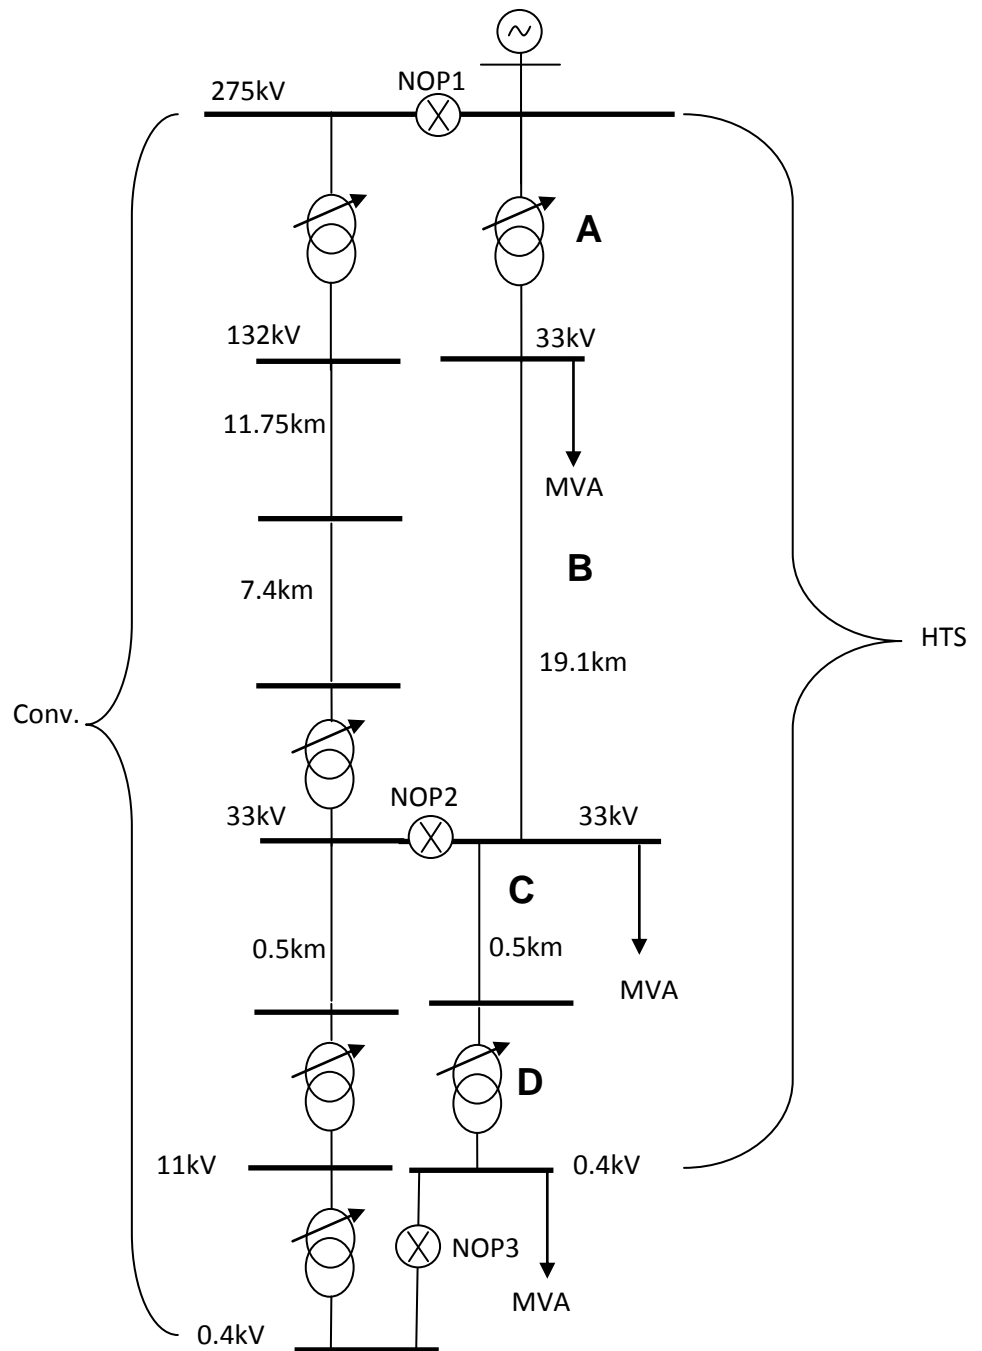 NOP1
275kV
A
132kV
33kV
11.75km
MVA
B
7.4km
HTS
19.1km
Conv.
NOP2
33kV
33kV
C
0.5km
0.5km
MVA
D
11kV
0.4kV
NOP3
MVA
0.4kV